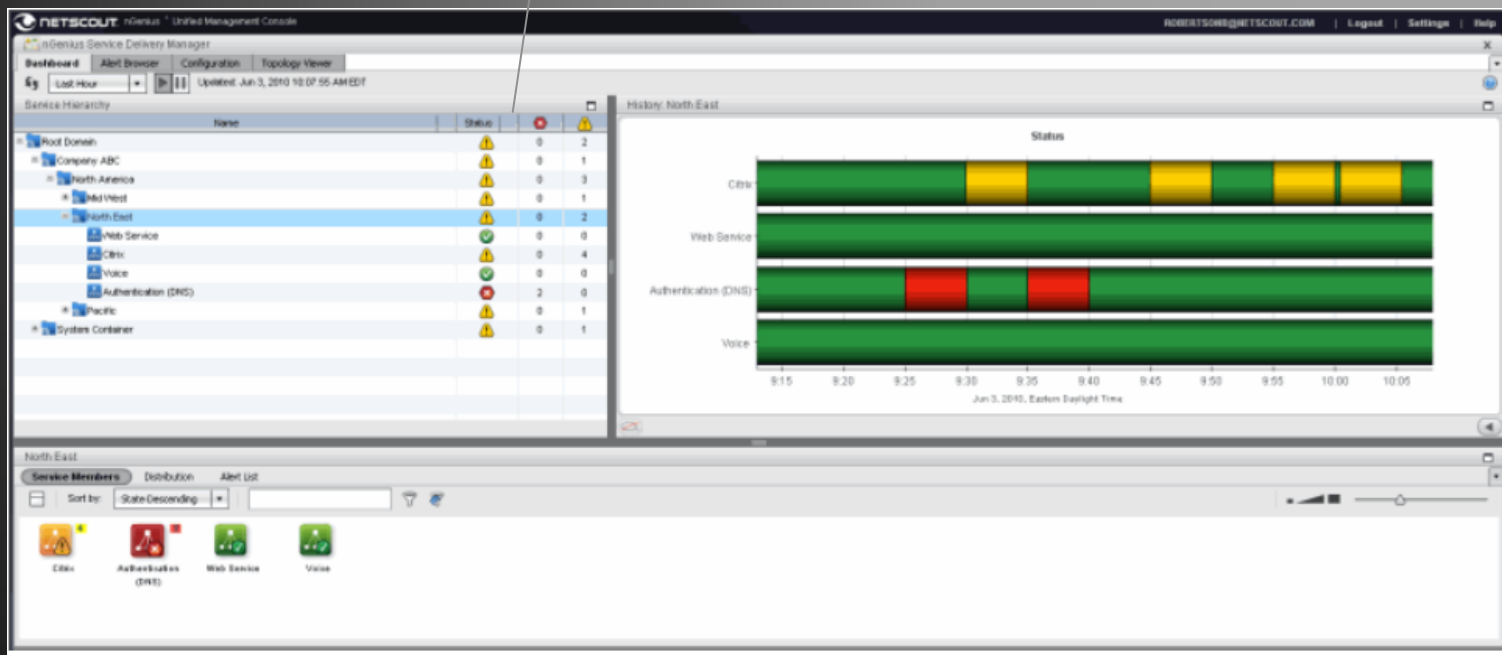 NETSCOUT nGenius Unified Management Console
ROBERTSONR@NETSCOUT.COM | Logout | Settings | Help
nGenius Service Delivery Manager
Dashboard Alert Browser Configuration Topology Viewer
Last Hour Updated: Jun 3, 2010 10:07:55 AM EDT
Service Hierarchy
Name Status
Root Domain 0 2
Company ABC 0 1
North America 0 3
Mid West 0 1
North East 0 2
Web Service 0 0
Citrix 0 4
Voice 0 0
Authentication (DNS) 2 0
Pacific 0 1
System Container 0 1
History: North East
Status
Citrix
Web Service
Authentication (DNS)
Voice
9:15 9:20 9:25 9:30 9:35 9:40 9:45 9:50 9:55 10:00 10:05
Jun 3, 2010, Eastern Daylight Time
North East
Service Members Distribution Alert List
Sort by: State Descending
4
Citrix
Authentication
(DNS)
Web Service
Voice